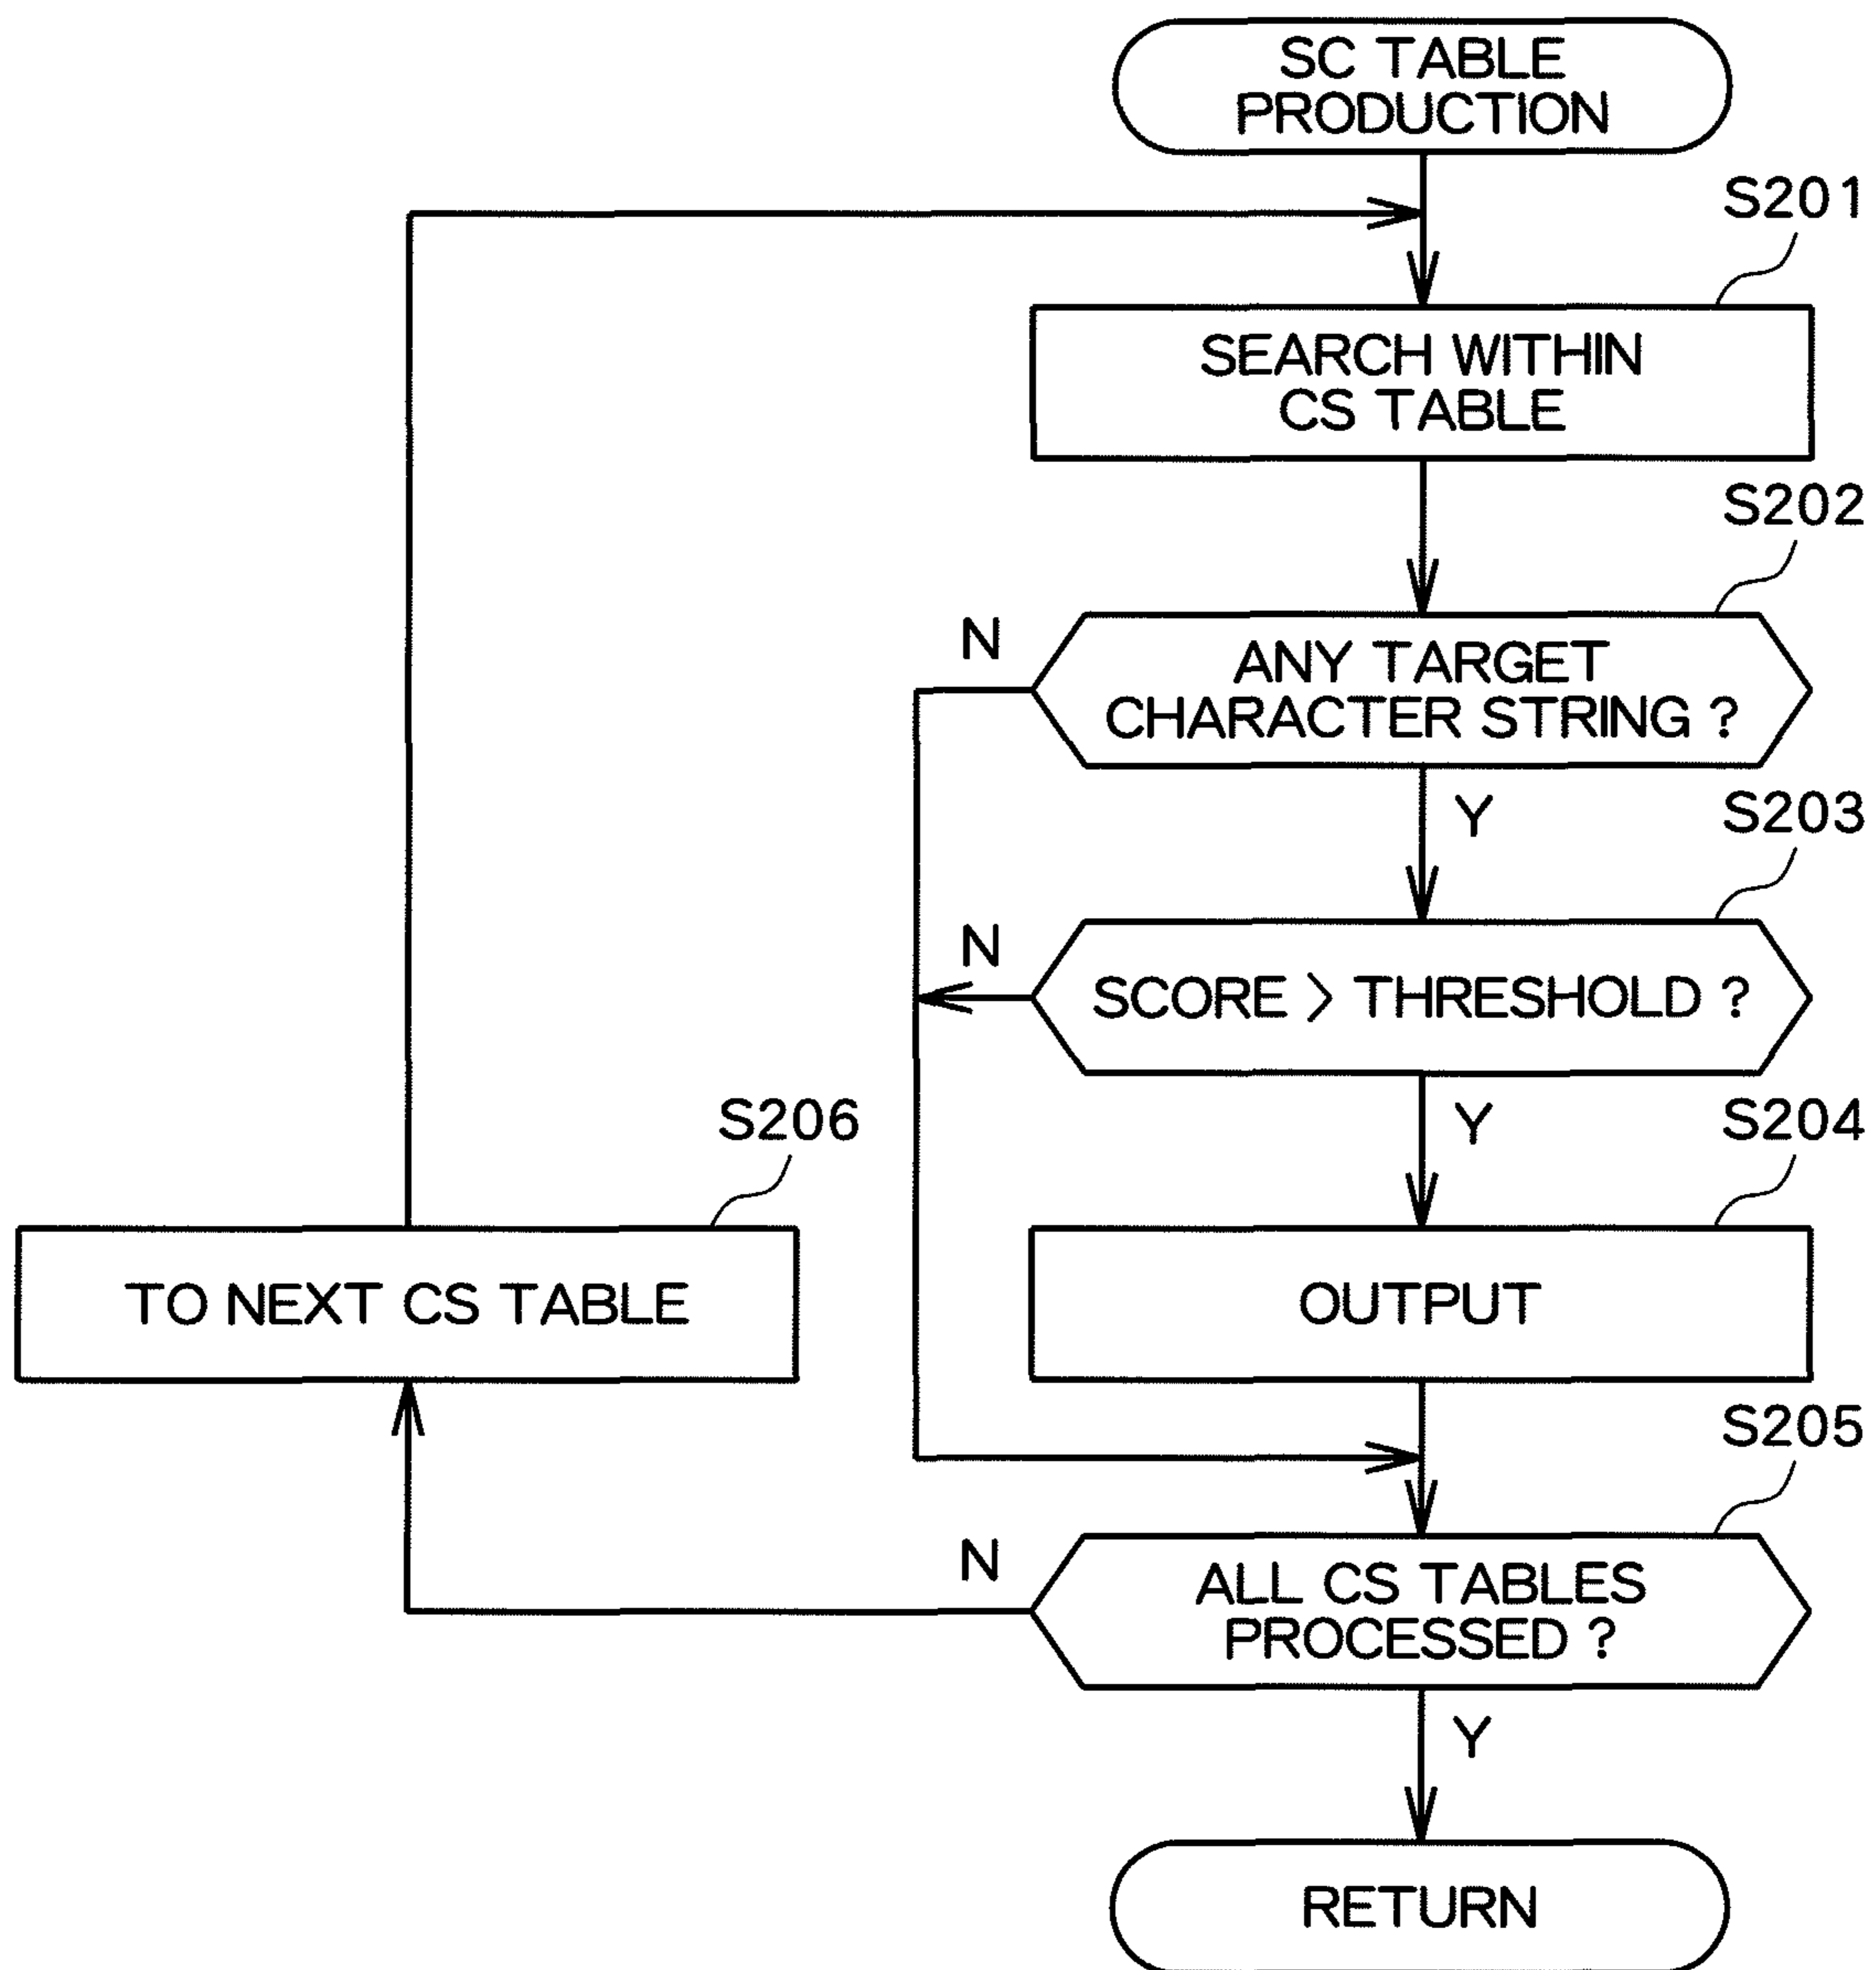 SC TABLE
PRODUCTION
S201
SEARCH WITHIN
CS TABLE
S202
N
ANY TARGET
CHARACTER STRING ?
Y
S203
N
SCORE > THRESHOLD ?
Y
S206
S204
TO NEXT CS TABLE
OUTPUT
S205
N
ALL CS TABLES
PROCESSED ?
Y
RETURN